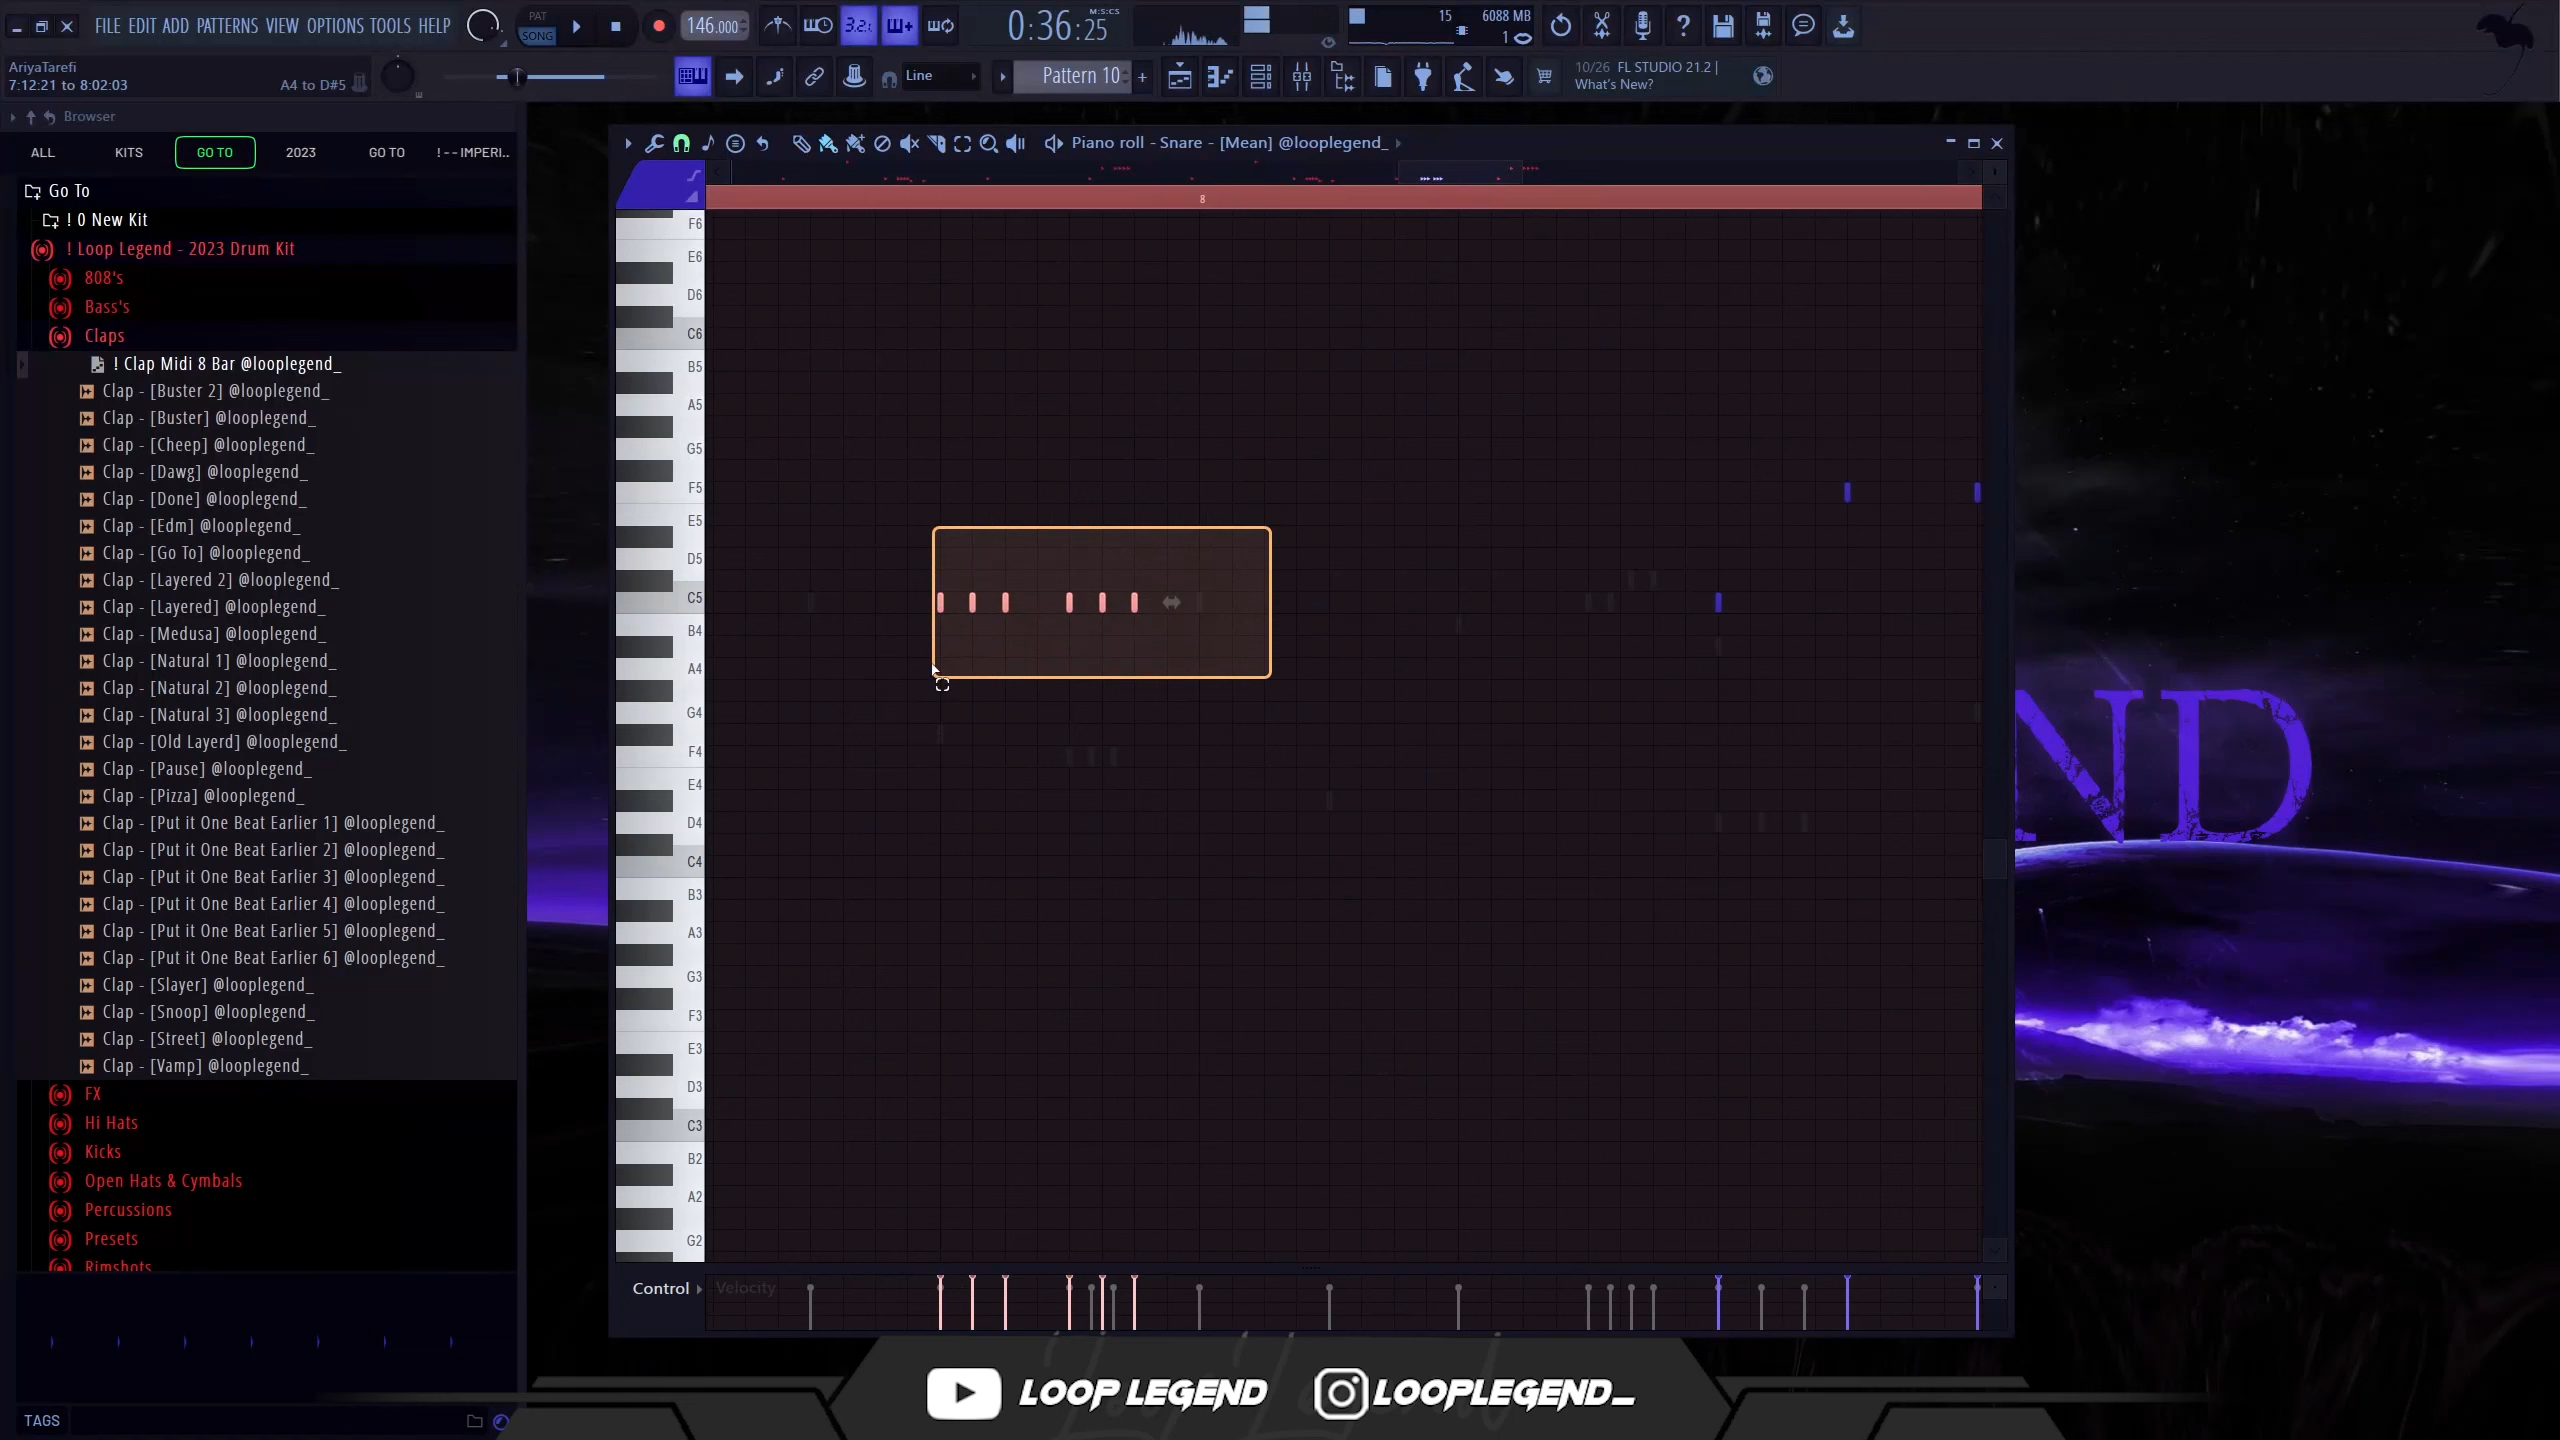 FILE EDIT ADD PATTERNS VIEW OPTIONS TOOLS HELP
PAT
SONG
146.000
3.2.1
0:36:25
M:S:CS
15
6088 MB
1
AriyaTarefi
7:12:21 to 8:02:03
A4 to D#5
Line
Pattern 10
10/26 FL STUDIO 21.2 |
What's New?
Browser
ALL
KITS
GO TO
2023
GO TO
!--IMPERI..
Go To
! 0 New Kit
! Loop Legend - 2023 Drum Kit
808's
Bass's
Claps
! Clap Midi 8 Bar @looplegend_
Clap - [Buster 2] @looplegend_
Clap - [Buster] @looplegend_
Clap - [Cheep] @looplegend_
Clap - [Dawg] @looplegend_
Clap - [Done] @looplegend_
Clap - [Edm] @looplegend_
Clap - [Go To] @looplegend_
Clap - [Layered 2] @looplegend_
Clap - [Layered] @looplegend_
Clap - [Medusa] @looplegend_
Clap - [Natural 1] @looplegend_
Clap - [Natural 2] @looplegend_
Clap - [Natural 3] @looplegend_
Clap - [Old Layerd] @looplegend_
Clap - [Pause] @looplegend_
Clap - [Pizza] @looplegend_
Clap - [Put it One Beat Earlier 1] @looplegend_
Clap - [Put it One Beat Earlier 2] @looplegend_
Clap - [Put it One Beat Earlier 3] @looplegend_
Clap - [Put it One Beat Earlier 4] @looplegend_
Clap - [Put it One Beat Earlier 5] @looplegend_
Clap - [Put it One Beat Earlier 6] @looplegend_
Clap - [Slayer] @looplegend_
Clap - [Snoop] @looplegend_
Clap - [Street] @looplegend_
Clap - [Vamp] @looplegend_
FX
Hi Hats
Kicks
Open Hats & Cymbals
Percussions
Presets
Rimshots
TAGS
Piano roll - Snare - [Mean] @looplegend_
8
F6
E6
D6
C6
B5
A5
G5
F5
E5
D5
C5
B4
A4
G4
F4
E4
D4
C4
B3
A3
G3
F3
E3
D3
C3
B2
A2
G2
Control
Velocity
ND
LOOP LEGEND
LOOPLEGEND_